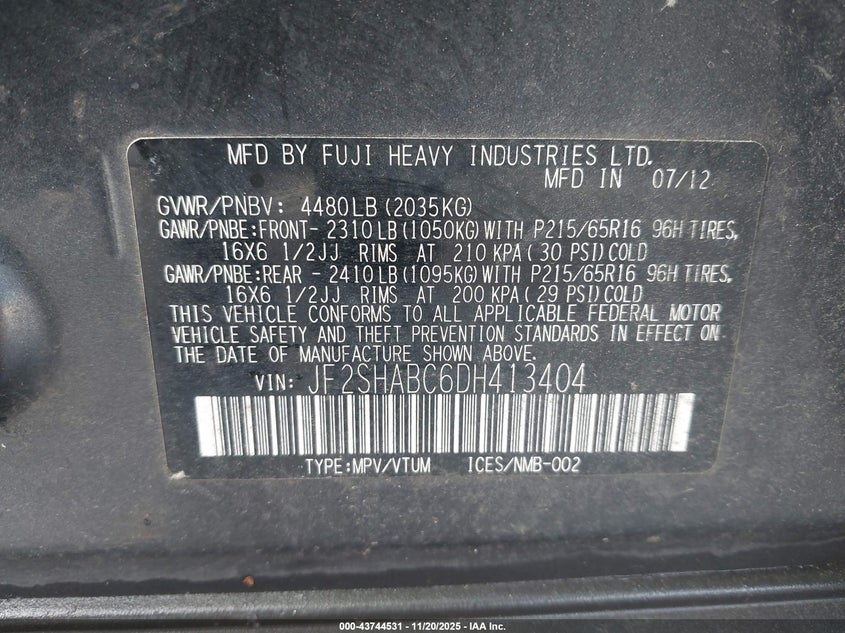 MFD BY FUJI HEAVY INDUSTRIES LTD.
MFD IN 07/12
GVWR/PNBV: 4480LB(2035KG)
GAWR/PNBE:FRONT- 2310LB(1050KG)WITH P215/65R16 96H TIRES,
16X6 1/2JJ RIMS AT 210 KPA(30 PSI)COLD
GAWR/PNBE:REAR - 2410LB(1095KG)WITH P215/65R16 96H TIRES,
16X6 1/2JJ RIMS AT 200 KPA(29 PSI)COLD
THIS VEHICLE CONFORMS TO ALL APPLICABLE FEDERAL MOTOR
VEHICLE SAFETY AND THEFT PREVENTION STANDARDS IN EFFECT ON
THE DATE OF MANUFACTURE SHOWN ABOVE.
VIN: JF2SHABC6DH413404
TYPE:MPV/VTUM ICES/NMB-002
000-43744531 - 11/20/2025 - IAA Inc.